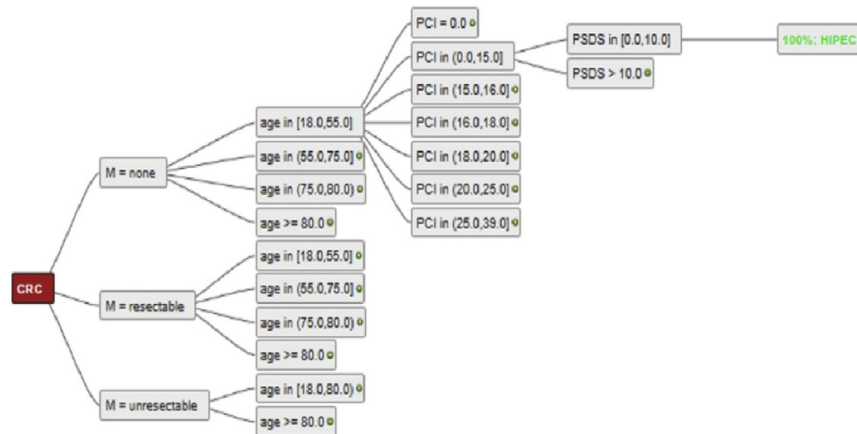 PCI = 0.0
PSDS in [0.0,10.0]
100%: HIPEC
PCI in (0.0,15.0]
PSDS > 10.0
PCI in (15.0,16.0]
age in [18.0,55.0]
PCI in (16.0,18.0]
age in (55.0,75.0]
PCI in (18.0,20.0]
M = none
age in (75.0,80.0)
PCI in (20.0,25.0]
age >= 80.0
PCI in (25.0,39.0]
age in [18.0,55.0]
CRC
age in (55.0,75.0]
M = resectable
age in (75.0,80.0)
age >= 80.0
age in [18.0,80.0)
M = unresectable
age >= 80.0